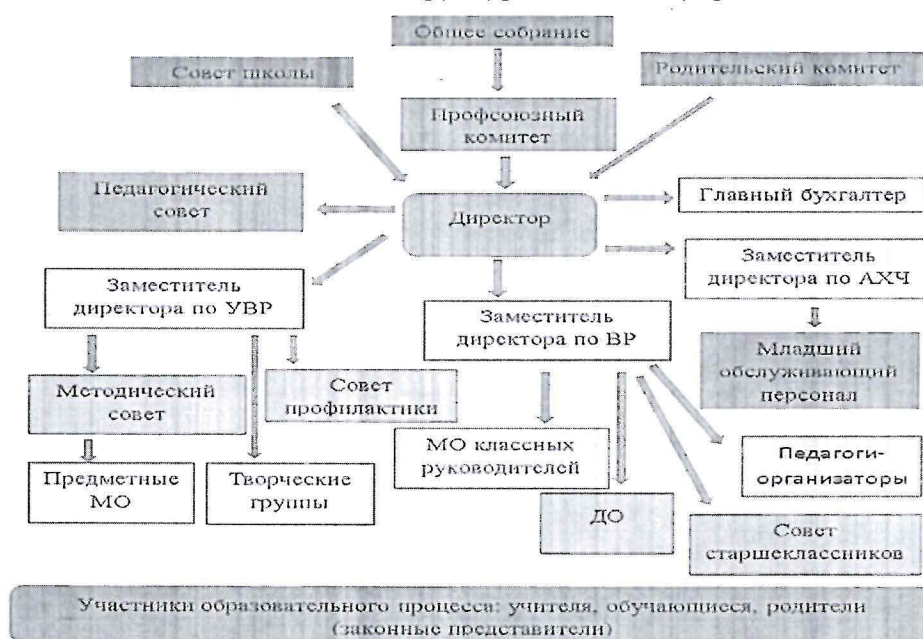 Общее собрание
Совет школы
Родительский комитет
Профсоюзный
комитет
Педагогический
совет
Директор
Главный бухгалтер
Заместитель
директора по АХЧ
Заместитель
директора по УВР
Заместитель
директора по ВР
Младший
обслуживающий
персонал
Методический
совет
Совет
профилактики
МО классных
руководителей
Педагоги-
организаторы
Предметные
МО
Творческие
группы
ДО
Совет
старшеклассников
Участники образовательного процесса: учителя, обучающиеся, родители
(законные представители)